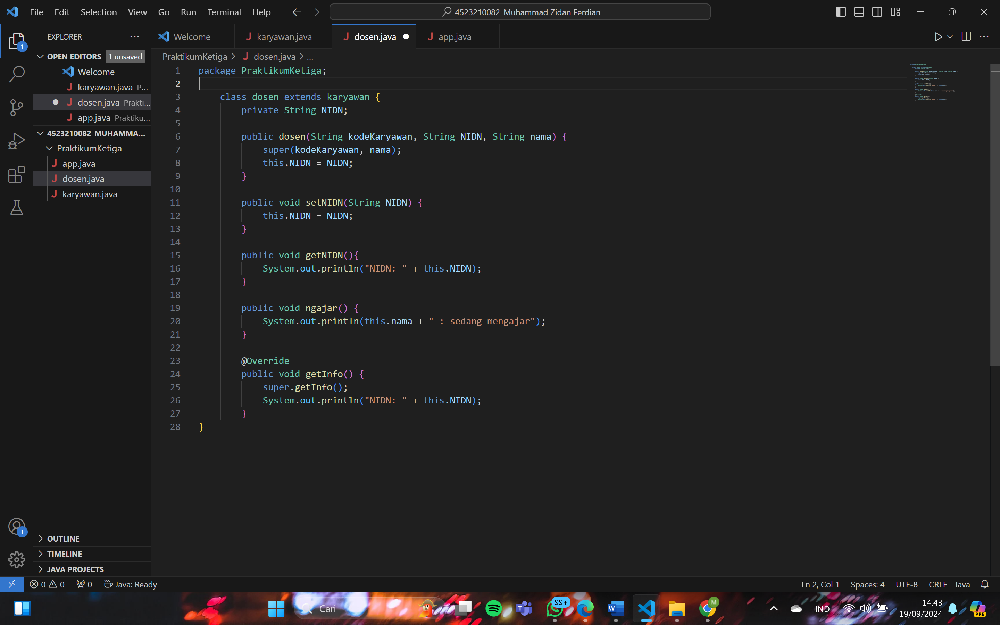 File Edit Selection View Go Run Terminal Help
4523210082_Muhammad Zidan Ferdian
EXPLORER
Welcome
karyawan.java
dosen.java
app.java
OPEN EDITORS
1 unsaved
Welcome
karyawan.java P...
dosen.java Prakti...
app.java Praktiku...
4523210082_MUHAMMA...
PraktikumKetiga
app.java
dosen.java
karyawan.java
PraktikumKetiga > dosen.java > ...
1 package PraktikumKetiga;
2
3 class dosen extends karyawan {
4 private String NIDN;
5
6 public dosen(String kodeKaryawan, String NIDN, String nama) {
7 super(kodeKaryawan, nama);
8 this.NIDN = NIDN;
9 }
10
11 public void setNIDN(String NIDN) {
12 this.NIDN = NIDN;
13 }
14
15 public void getNIDN(){
16 System.out.println("NIDN: " + this.NIDN);
17 }
18
19 public void ngajar() {
20 System.out.println(this.nama + " : sedang mengajar");
21 }
22
23 @Override
24 public void getInfo() {
25 super.getInfo();
26 System.out.println("NIDN: " + this.NIDN);
27 }
28 }
1
1
OUTLINE
TIMELINE
JAVA PROJECTS
0 0 0 Java: Ready
Ln 2, Col 1 Spaces: 4 UTF-8 CRLF Java
Cari
T
99+
W
M
IND
14.43
19/09/2024
PRE